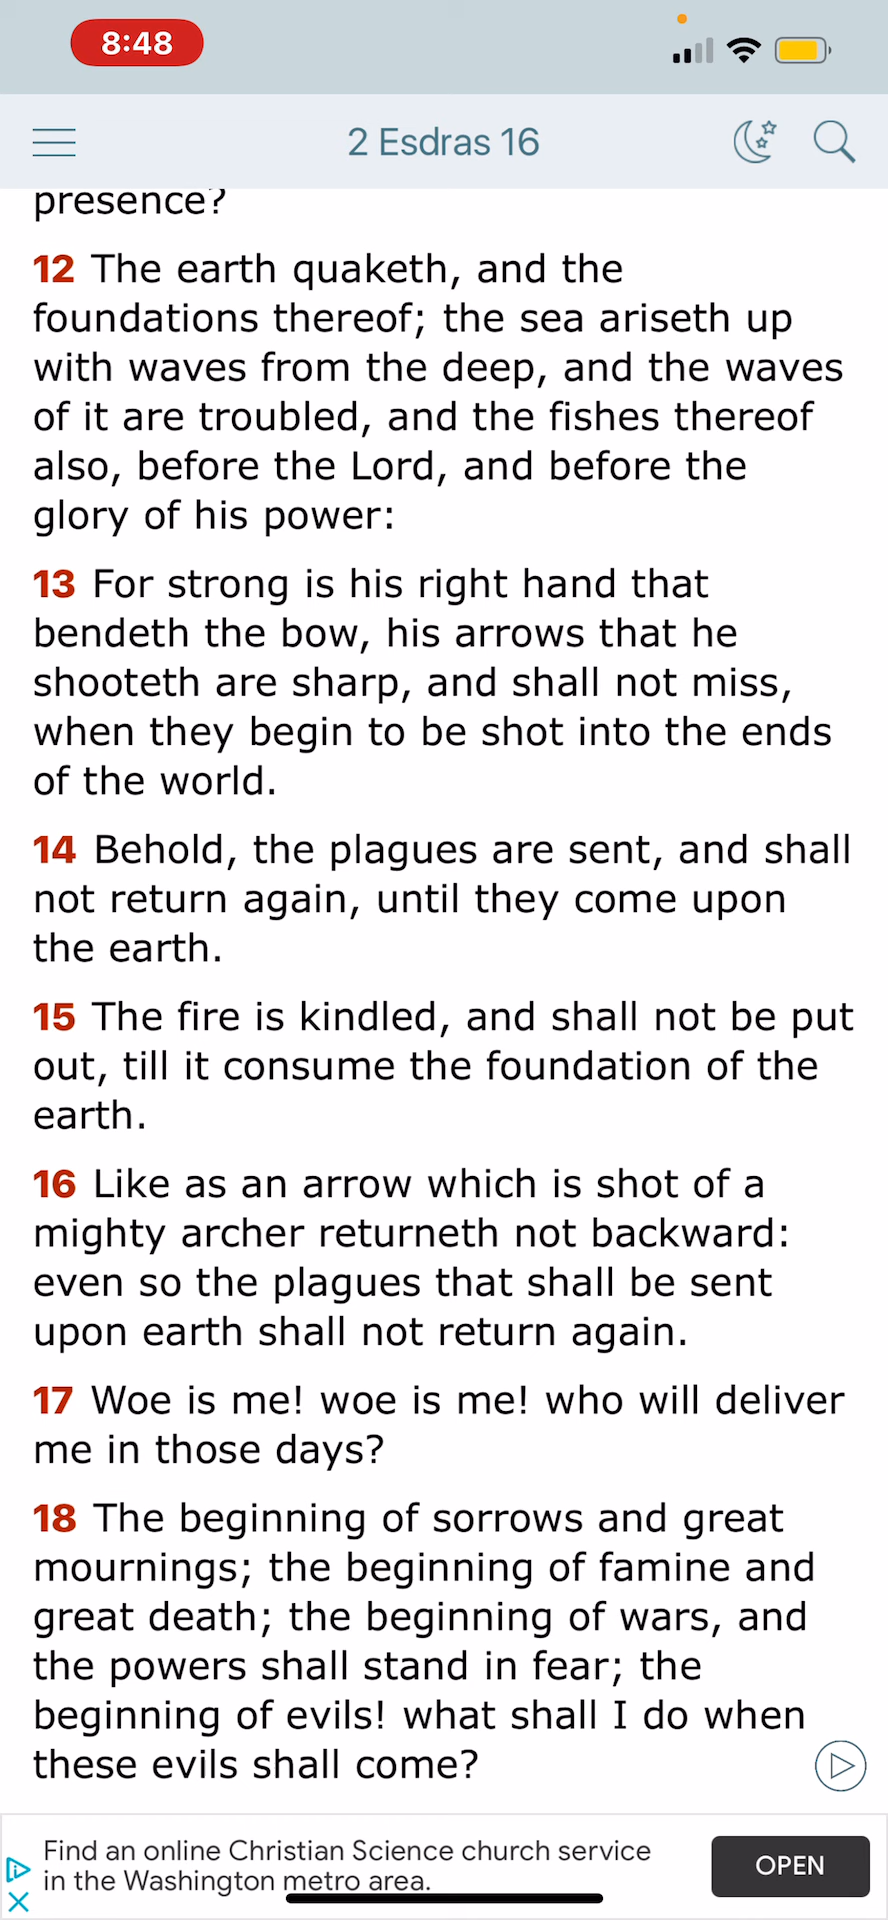 8:48
2 Esdras 16
presence?
12 The earth quaketh, and the
foundations thereof; the sea ariseth up
with waves from the deep, and the waves
of it are troubled, and the fishes thereof
also, before the Lord, and before the
glory of his power:
13 For strong is his right hand that
bendeth the bow, his arrows that he
shooteth are sharp, and shall not miss,
when they begin to be shot into the ends
of the world.
14 Behold, the plagues are sent, and shall
not return again, until they come upon
the earth.
15 The fire is kindled, and shall not be put
out, till it consume the foundation of the
earth.
16 Like as an arrow which is shot of a
mighty archer returneth not backward:
even so the plagues that shall be sent
upon earth shall not return again.
17 Woe is me! woe is me! who will deliver
me in those days?
18 The beginning of sorrows and great
mournings; the beginning of famine and
great death; the beginning of wars, and
the powers shall stand in fear; the
beginning of evils! what shall I do when
these evils shall come?
Find an online Christian Science church service
in the Washington metro area.
OPEN